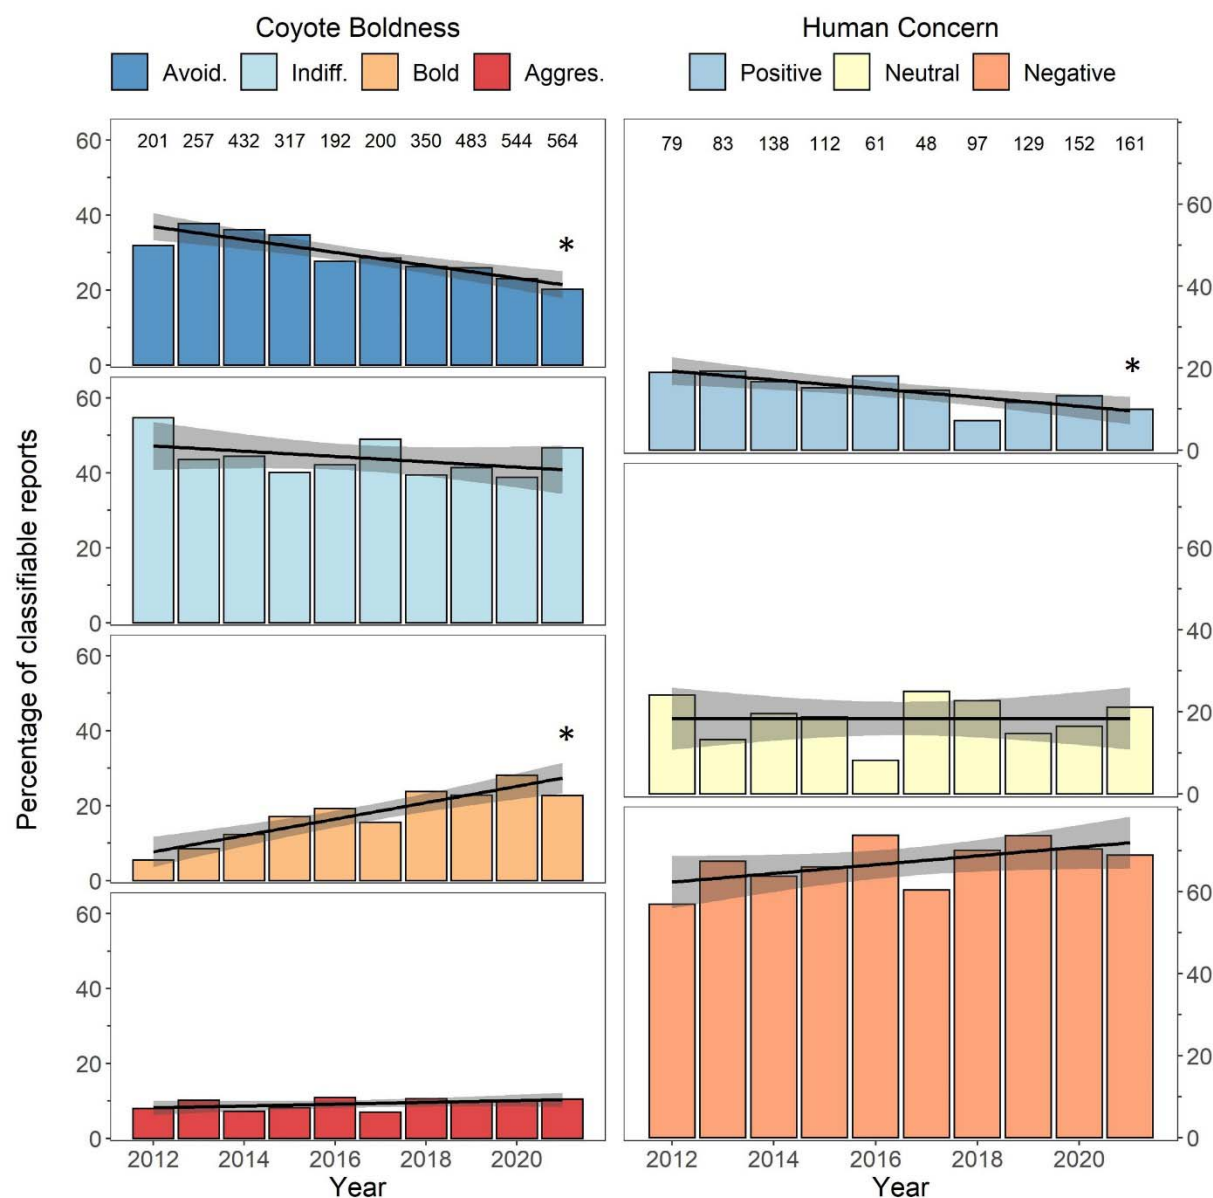 Coyote Boldness
Avoid. Indiff. Bold Aggres.
Human Concern
Positive Neutral Negative
Percentage of classifiable reports
201 257 432 317 192 200 350 483 544 564
60
40
20
0
*
60
40
20
0
60
40
20
0
*
60
40
20
0
2012 2014 2016 2018 2020
Year
79 83 138 112 61 48 97 129 152 161
60
40
20
0
*
60
40
20
0
60
40
20
0
2012 2014 2016 2018 2020
Year